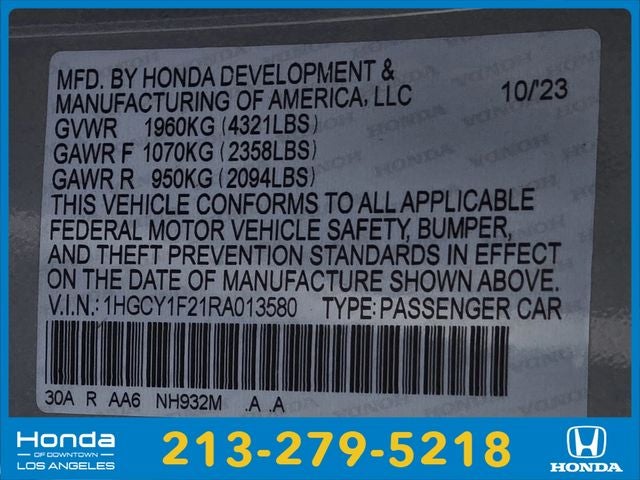 MFD. BY HONDA DEVELOPMENT &
MANUFACTURING OF AMERICA, LLC 10/'23
GVWR 1960KG (4321LBS)
GAWR F 1070KG (2358LBS)
GAWR R 950KG (2094LBS)
THIS VEHICLE CONFORMS TO ALL APPLICABLE
FEDERAL MOTOR VEHICLE SAFETY, BUMPER,
AND THEFT PREVENTION STANDARDS IN EFFECT
ON THE DATE OF MANUFACTURE SHOWN ABOVE.
V.I.N.: 1HGCY1F21RA013580 TYPE: PASSENGER CAR
30A R AA6 NH932M .A .A
Honda
OF DOWNTOWN
LOS ANGELES
213-279-5218
HONDA